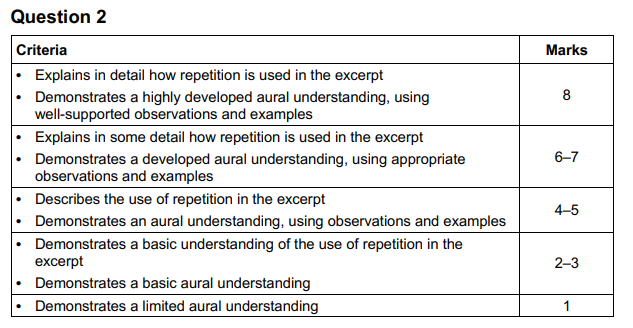 Question 2
Criteria
Marks
• Explains in detail how repetition is used in the excerpt
• Demonstrates a highly developed aural understanding, using
well-supported observations and examples
8
• Explains in some detail how repetition is used in the excerpt
• Demonstrates a developed aural understanding, using appropriate
observations and examples
6–7
• Describes the use of repetition in the excerpt
• Demonstrates an aural understanding, using observations and examples
4–5
• Demonstrates a basic understanding of the use of repetition in the
excerpt
• Demonstrates a basic aural understanding
2–3
• Demonstrates a limited aural understanding
1